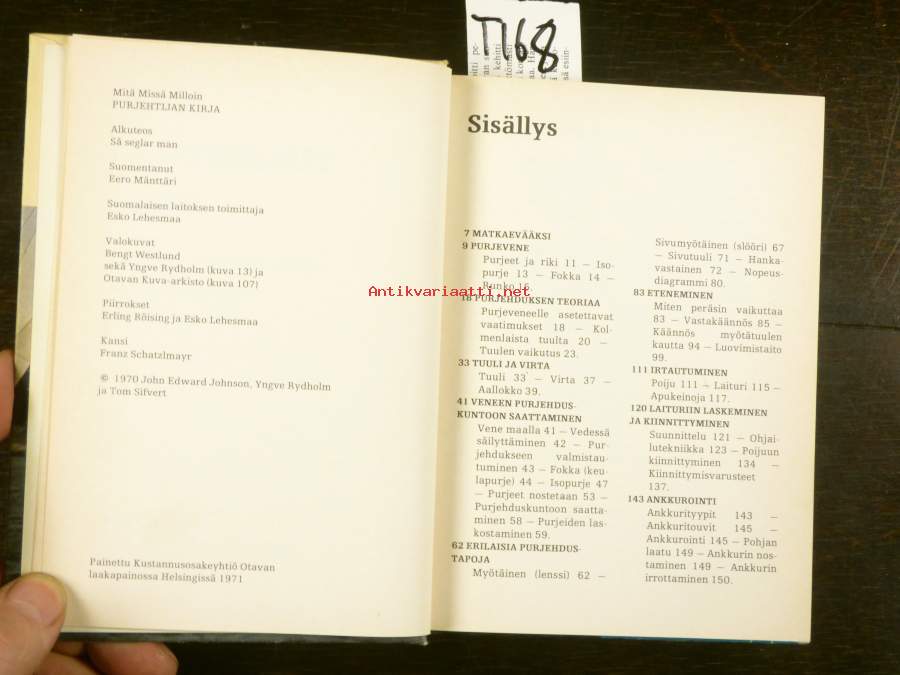 T768
Mitä Missä Milloin
PURJEHTIJAN KIRJA
Alkuteos
Så seglar man
Suomentanut
Eero Mänttäri
Suomalaisen laitoksen toimittaja
Esko Lehesmaa
Valokuvat
Bengt Westlund
sekä Yngve Rydholm (kuva 13) ja
Otavan Kuva-arkisto (kuva 107)
Piirrokset
Erling Röising ja Esko Lehesmaa
Kansi
Franz Schatzlmayr
© 1970 John Edward Johnson, Yngve Rydholm
ja Tom Sifvert
Painettu Kustannusosakeyhtiö Otavan
laakapainossa Helsingissä 1971
Antikvariaatti.net
Sisällys
7 MATKAEVÄÄKSI
9 PURJEVENE
Purjeet ja riki 11 — Iso-
purje 13 — Fokka 14 —
Runko 16.
18 PURJEHDUKSEN TEORIAA
Purjeveneelle asetettavat
vaatimukset 18 — Kol-
menlaista tuulta 20 —
Tuulen vaikutus 23.
33 TUULI JA VIRTA
Tuuli 33 — Virta 37 —
Aallokko 39.
41 VENEEN PURJEHDUS-
KUNTOON SAATTAMINEN
Vene maalla 41 — Vedessä
säilyttäminen 42 — Pur-
jehdukseen valmistau-
tuminen 43 — Fokka (keu-
lapurje) 44 — Isopurje 47
— Purjeet nostetaan 53 —
Purjehduskuntoon saatta-
minen 58 — Purjeiden las-
kostaminen 59.
62 ERILAISIA PURJEHDUS-
TAPOJA
Myötäinen (lenssi) 62 —
Sivumyötäinen (slööri) 67
— Sivutuuli 71 — Hanka-
vastainen 72 — Nopeus-
diagrammi 80.
83 ETENEMINEN
Miten peräsin vaikuttaa
83 — Vastakäännös 85 —
Käännös myötätuulen
kautta 94 — Luovimistaito
99.
111 IRTAUTUMINEN
Poiju 111 — Laituri 115 —
Apukeinoja 117.
120 LAITURIIN LASKEMINEN
JA KIINNITTYMINEN
Suunnittelu 121 — Ohjai-
lutekniikka 123 — Poijuun
kiinnittyminen 134 —
Kiinnittymisvarusteet
137.
143 ANKKUROINTI
Ankkurityypit 143 —
Ankkuritouvit 145 —
Ankkurointi 145 — Pohjan
laatu 149 — Ankkurin nos-
taminen 149 — Ankkurin
irrottaminen 150.